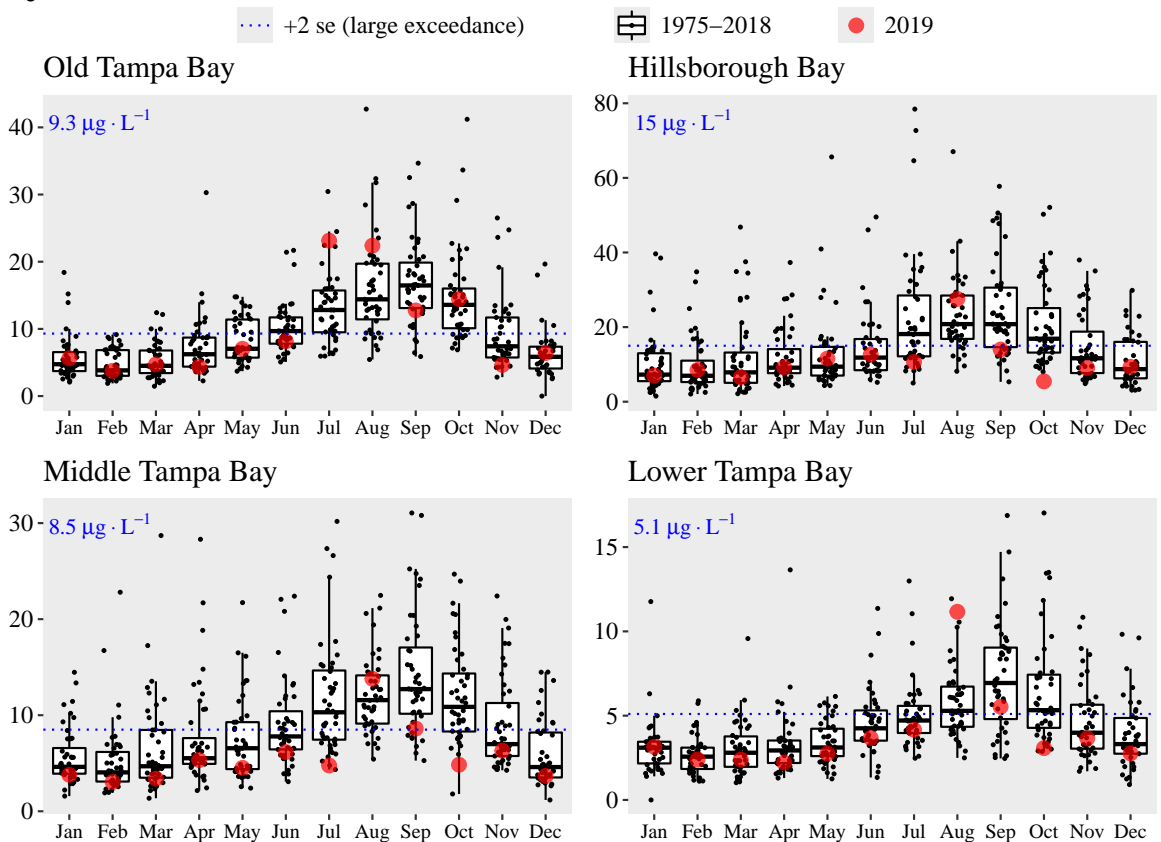 +2 se (large exceedance) 1975–2018 2019
Old Tampa Bay
9.3 μg · L⁻¹
40
30
20
10
0
Jan Feb Mar Apr May Jun Jul Aug Sep Oct Nov Dec
Hillsborough Bay
15 μg · L⁻¹
80
60
40
20
0
Jan Feb Mar Apr May Jun Jul Aug Sep Oct Nov Dec
Middle Tampa Bay
8.5 μg · L⁻¹
30
20
10
0
Jan Feb Mar Apr May Jun Jul Aug Sep Oct Nov Dec
Lower Tampa Bay
5.1 μg · L⁻¹
15
10
5
0
Jan Feb Mar Apr May Jun Jul Aug Sep Oct Nov Dec